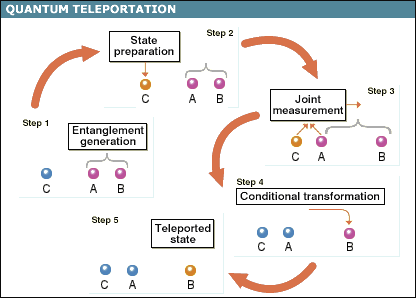 QUANTUM TELEPORTATION
Step 1
Entanglement
generation
C A B
Step 2
State
preparation
C A B
Step 3
Joint
measurement
C A B
Step 4
Conditional transformation
C A B
Step 5
Teleported
state
C A B